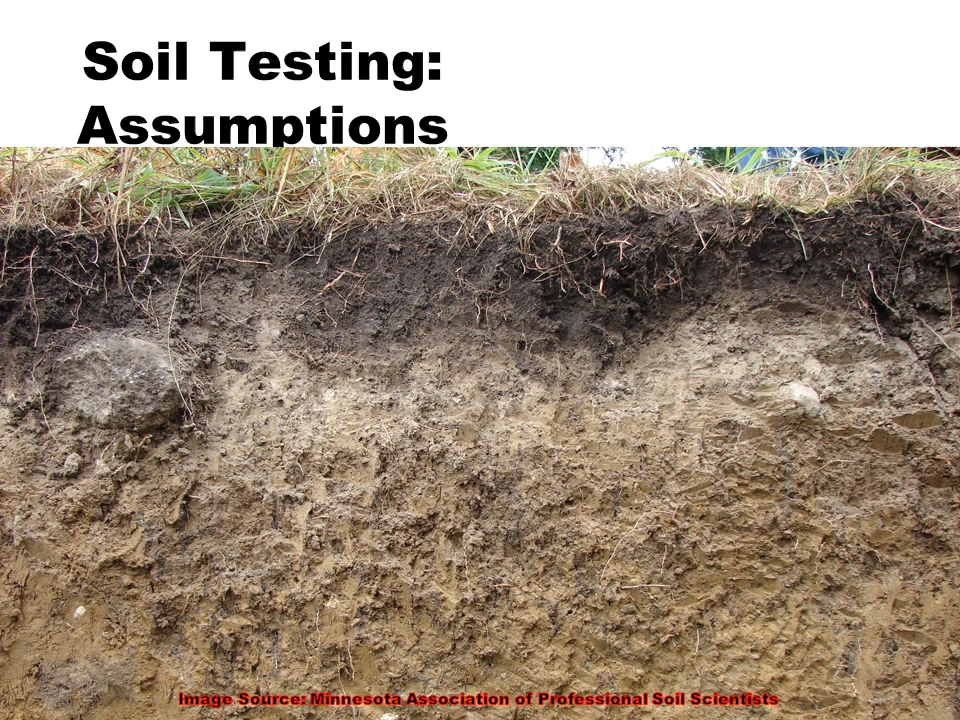 Soil Testing:
Assumptions
Image Source: Minnesota Association of Professional Soil Scientists